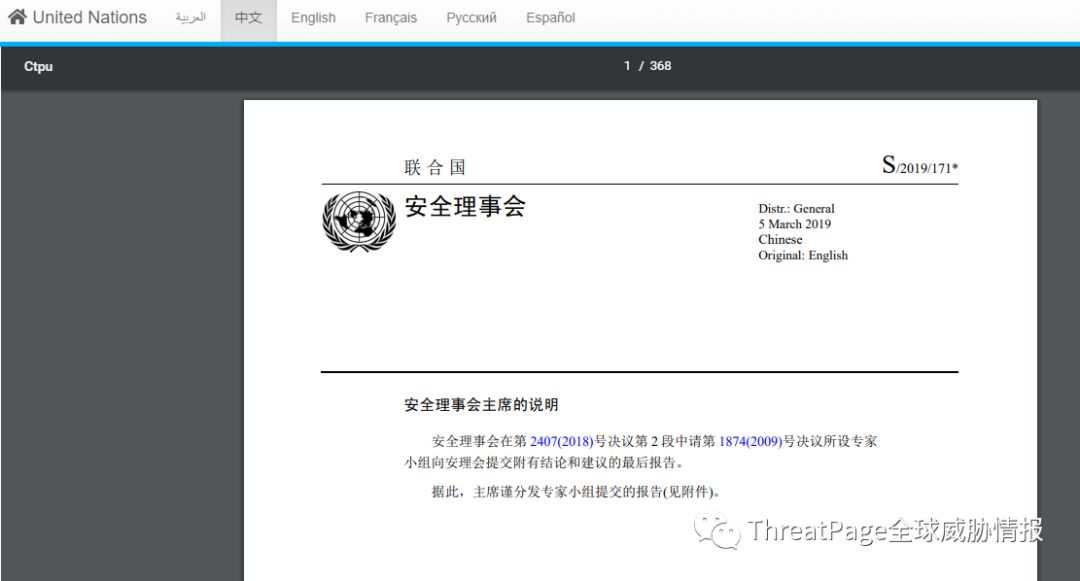 United Nations العربية 中文 English Français Русский Español
Ctpu 1 / 368
联合国 S/2019/171*
安全理事会
Distr.: General
5 March 2019
Chinese
Original: English
安全理事会主席的说明
安全理事会在第 2407(2018)号决议第 2 段中请第 1874(2009)号决议所设专家
小组向安理会提交附有结论和建议的最后报告。
据此，主席谨分发专家小组提交的报告(见附件)。
ThreatPage全球威胁情报